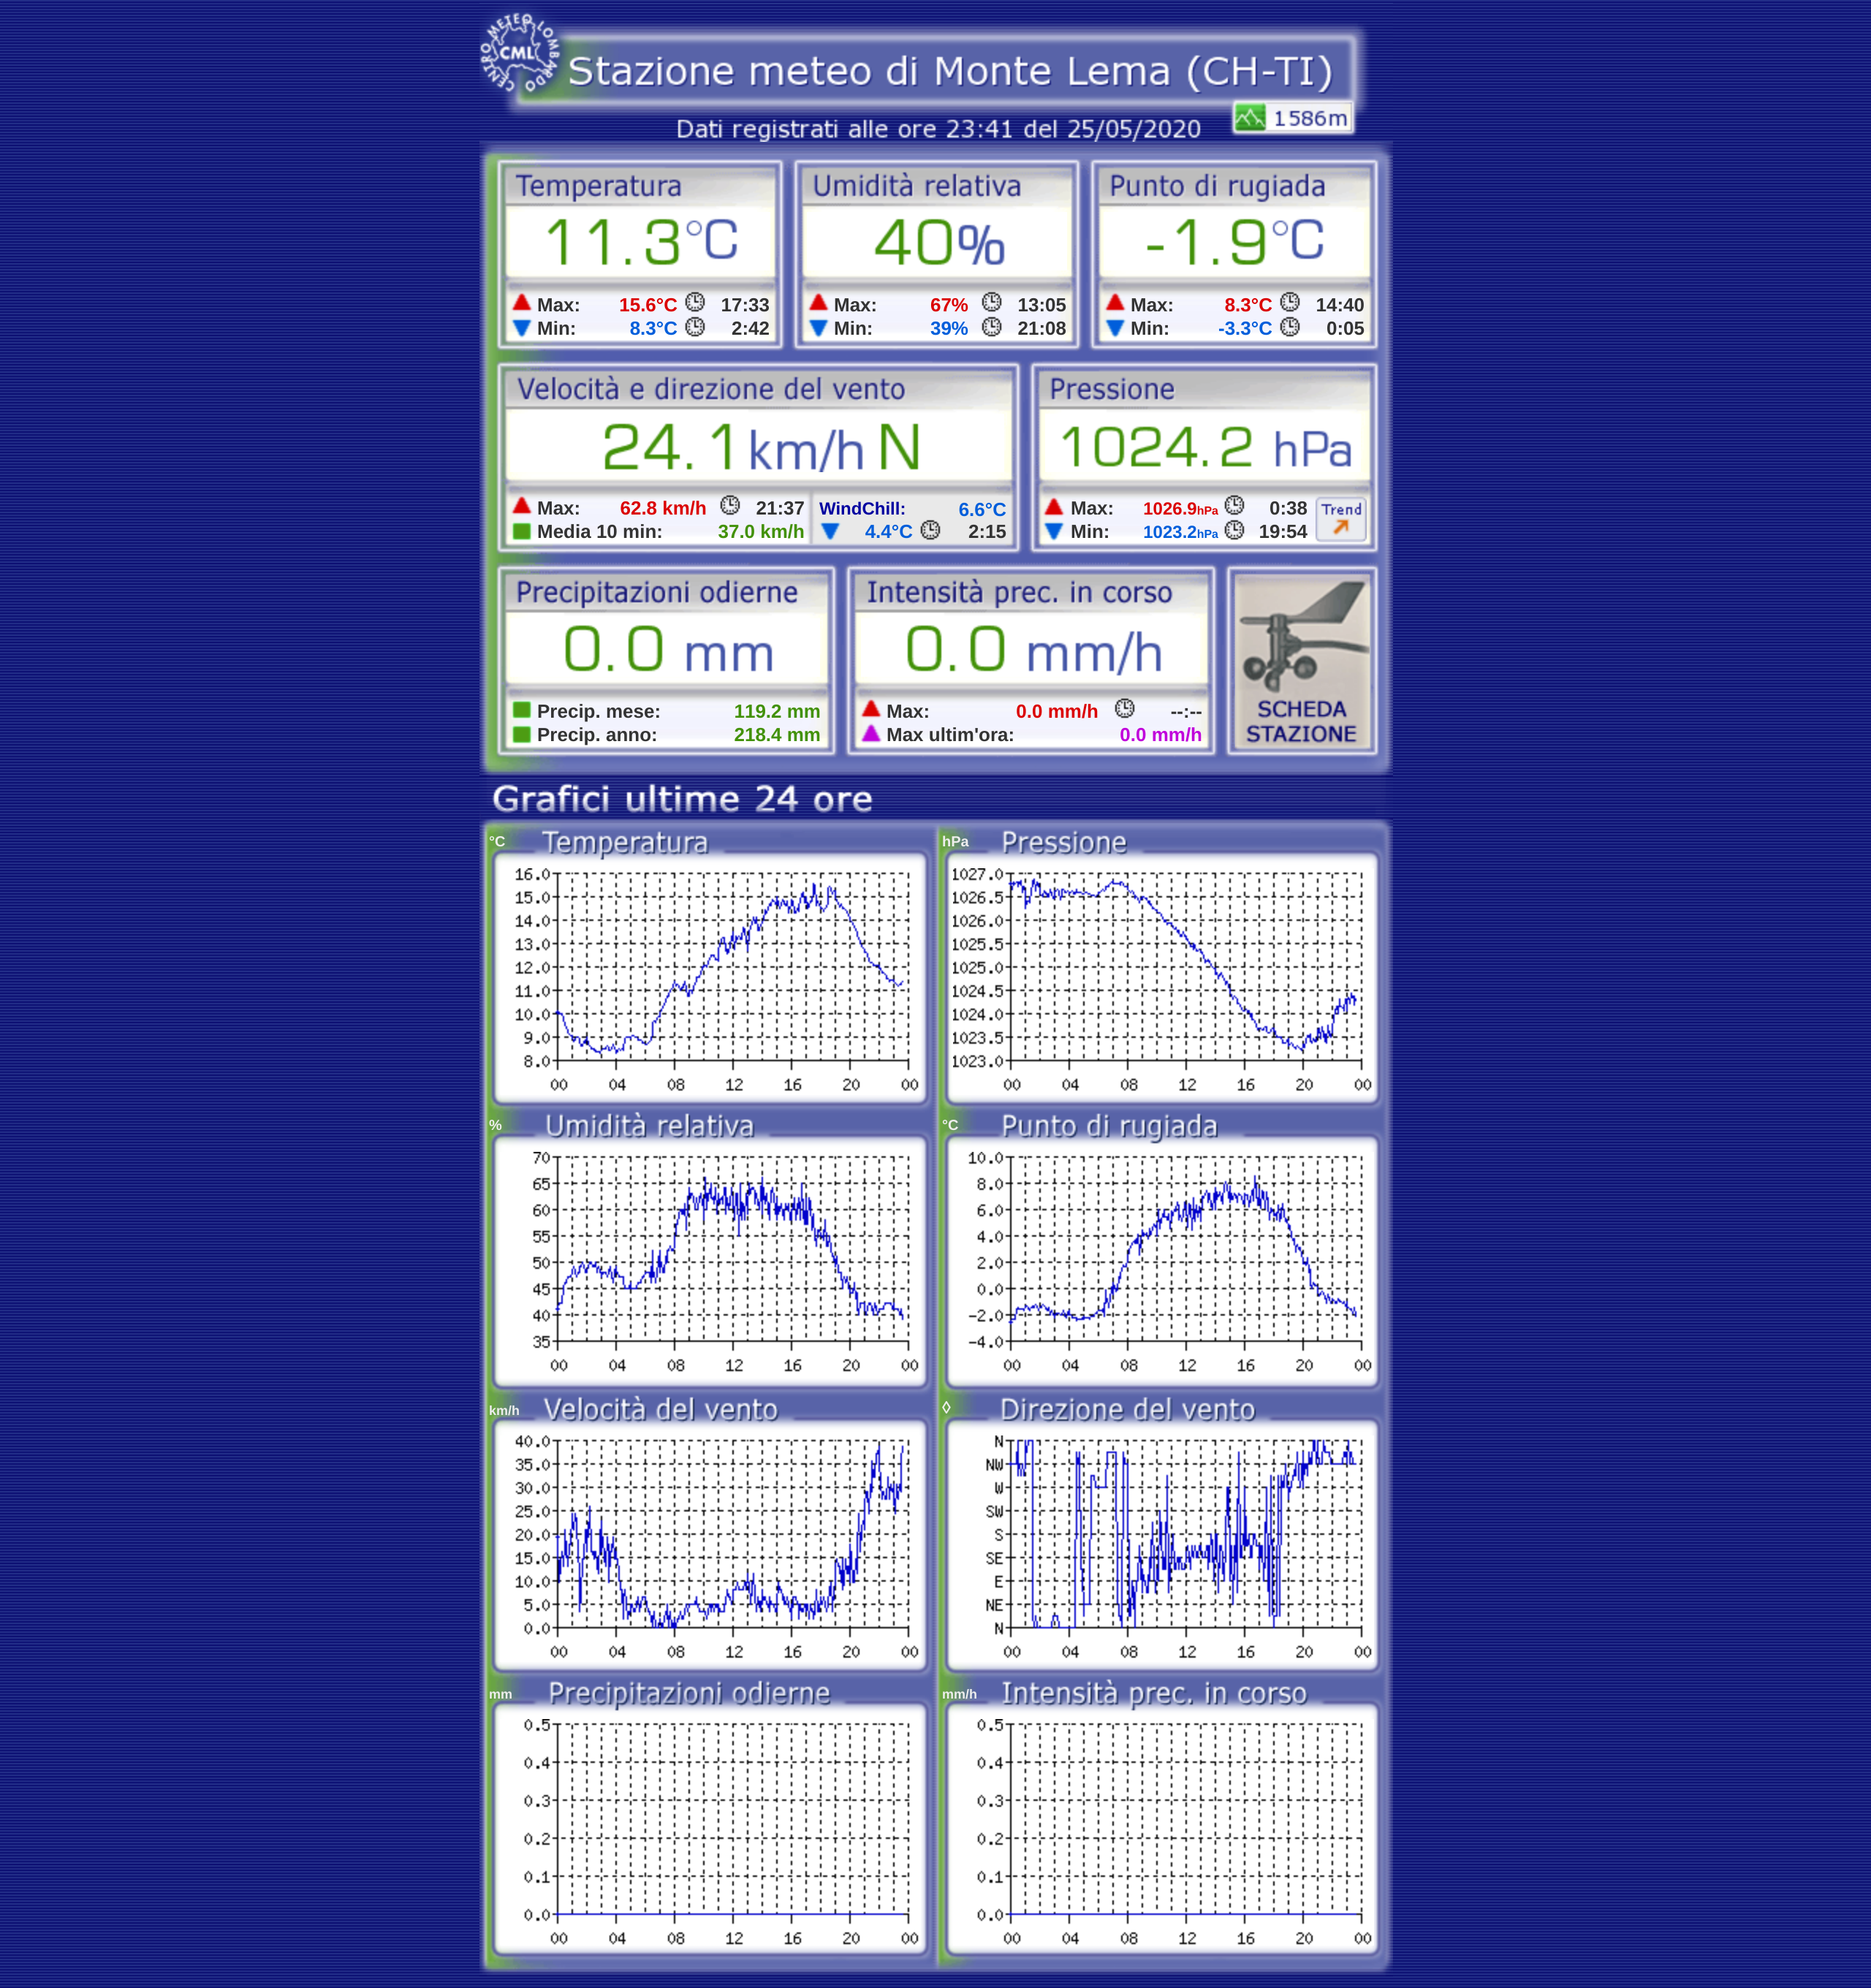 CENTRO METEO LOMBARDO
CML
Stazione meteo di Monte Lema (CH-TI)
1586m
Dati registrati alle ore 23:41 del 25/05/2020
Temperatura
11.3°C
Max: 15.6°C 17:33
Min: 8.3°C 2:42
Umidità relativa
40%
Max: 67% 13:05
Min: 39% 21:08
Punto di rugiada
-1.9°C
Max: 8.3°C 14:40
Min: -3.3°C 0:05
Velocità e direzione del vento
24.1km/h N
Max: 62.8 km/h 21:37
Media 10 min: 37.0 km/h
WindChill: 6.6°C
4.4°C 2:15
Pressione
1024.2 hPa
Max: 1026.9hPa 0:38
Min: 1023.2hPa 19:54
Trend
Precipitazioni odierne
0.0 mm
Precip. mese: 119.2 mm
Precip. anno: 218.4 mm
Intensità prec. in corso
0.0 mm/h
Max: 0.0 mm/h --:--
Max ultim'ora: 0.0 mm/h
SCHEDA
STAZIONE
Grafici ultime 24 ore
°C Temperatura
16.0
15.0
14.0
13.0
12.0
11.0
10.0
9.0
8.0
00 04 08 12 16 20 00
hPa Pressione
1027.0
1026.5
1026.0
1025.5
1025.0
1024.5
1024.0
1023.5
1023.0
00 04 08 12 16 20 00
% Umidità relativa
70
65
60
55
50
45
40
35
00 04 08 12 16 20 00
°C Punto di rugiada
10.0
8.0
6.0
4.0
2.0
0.0
-2.0
-4.0
00 04 08 12 16 20 00
km/h Velocità del vento
40.0
35.0
30.0
25.0
20.0
15.0
10.0
5.0
0.0
00 04 08 12 16 20 00
◊ Direzione del vento
N
NW
W
SW
S
SE
E
NE
N
00 04 08 12 16 20 00
mm Precipitazioni odierne
0.5
0.4
0.3
0.2
0.1
0.0
00 04 08 12 16 20 00
mm/h Intensità prec. in corso
0.5
0.4
0.3
0.2
0.1
0.0
00 04 08 12 16 20 00